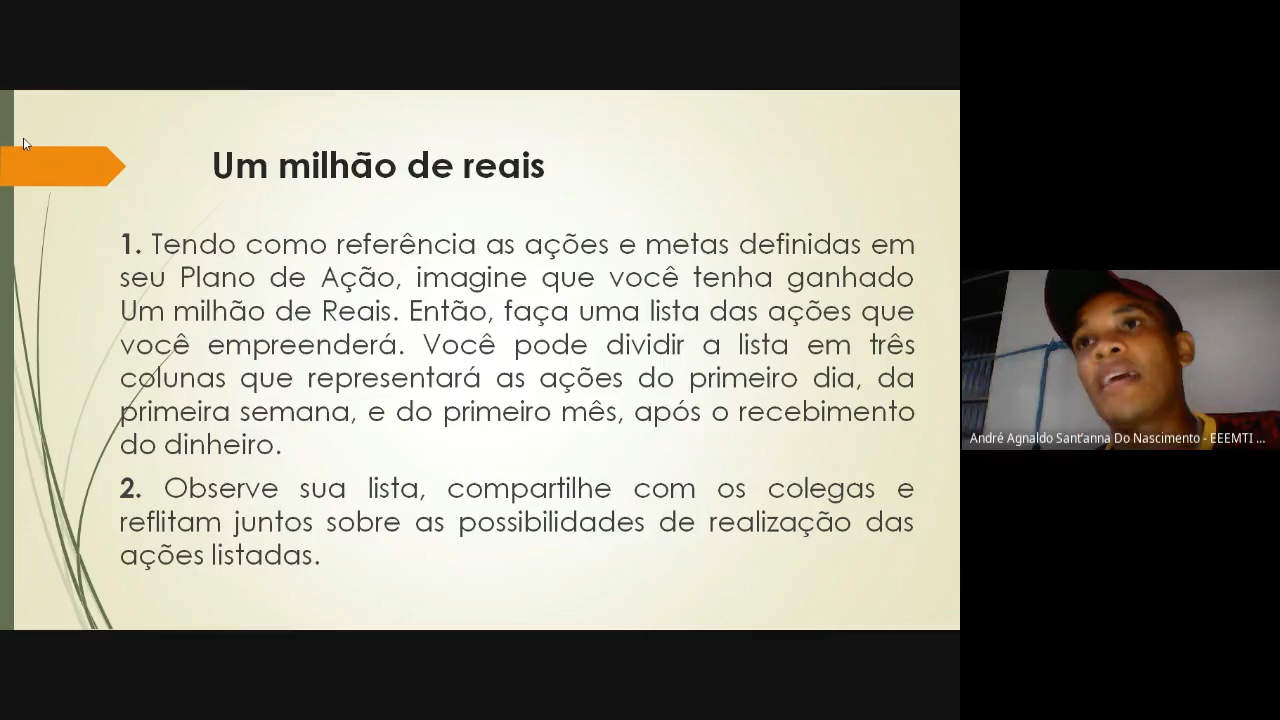 Um milhão de reais
1. Tendo como referência as ações e metas definidas em
seu Plano de Ação, imagine que você tenha ganhado
Um milhão de Reais. Então, faça uma lista das ações que
você empreenderá. Você pode dividir a lista em três
colunas que representará as ações do primeiro dia, da
primeira semana, e do primeiro mês, após o recebimento
do dinheiro.
2. Observe sua lista, compartilhe com os colegas e
reflitam juntos sobre as possibilidades de realização das
ações listadas.
André Agnaldo Sant'anna Do Nascimento - EEEMTI ...